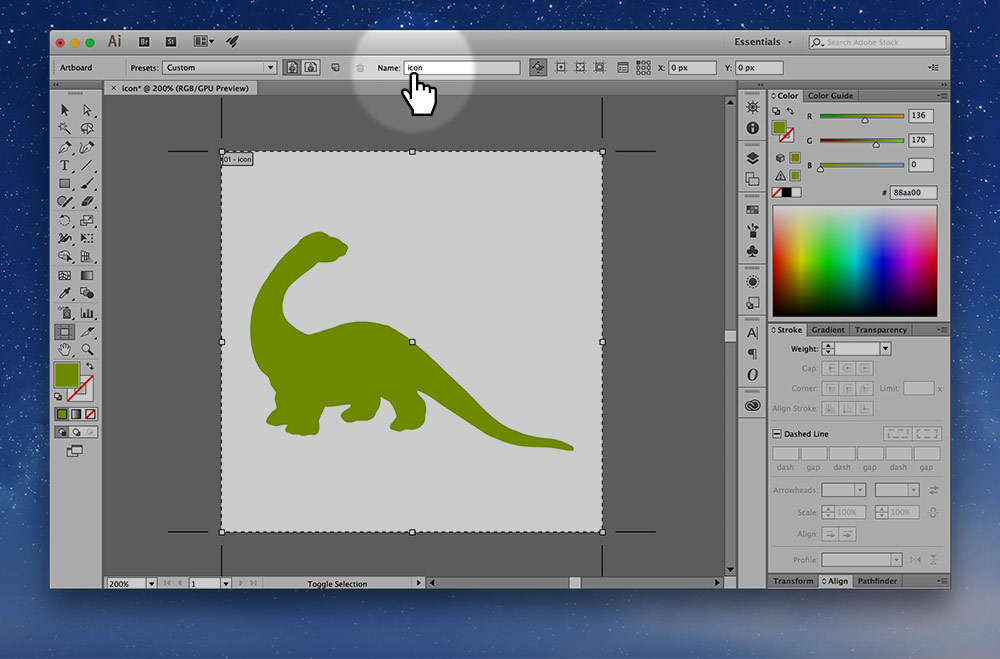 Ai Br St Essentials Search Adobe Stock
Artboard Presets: Custom Name: icon X: 0 px Y: 0 px
× icon* @ 200% (RGB/GPU Preview)
01 - icon
Color Color Guide
R 136
G 170
B 0
# 88aa00
Stroke Gradient Transparency
Weight:
Cap:
Corner: Limit: x
Align Stroke:
Dashed Line
dash gap dash gap dash gap
Arrowheads:
Scale: 100% 100%
Align:
Profile:
Transform Align Pathfinder
200% 1 Toggle Selection